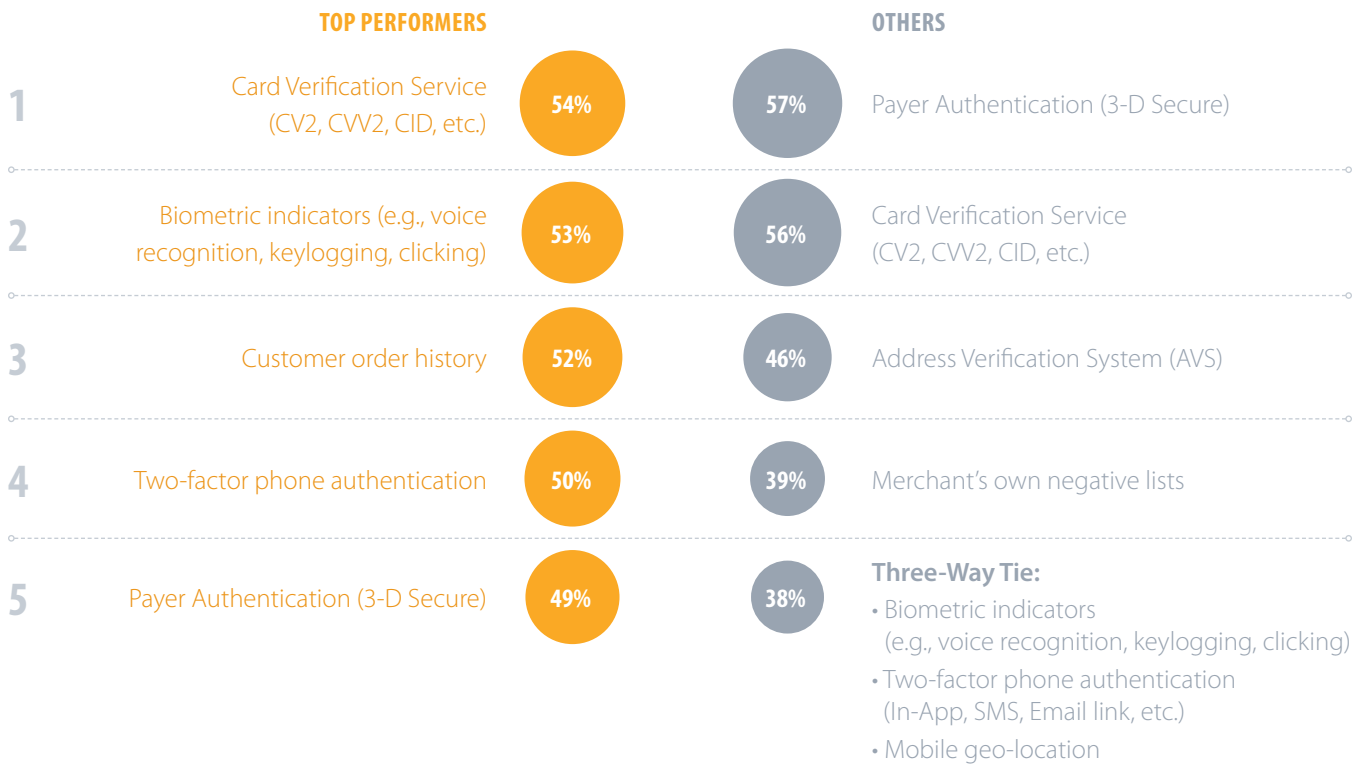 TOP PERFORMERS
OTHERS
1
Card Verification Service
(CV2, CVV2, CID, etc.)
54%
57%
Payer Authentication (3-D Secure)
2
Biometric indicators (e.g., voice
recognition, keylogging, clicking)
53%
56%
Card Verification Service
(CV2, CVV2, CID, etc.)
3
Customer order history
52%
46%
Address Verification System (AVS)
4
Two-factor phone authentication
50%
39%
Merchant’s own negative lists
5
Payer Authentication (3-D Secure)
49%
38%
Three-Way Tie:
• Biometric indicators
(e.g., voice recognition, keylogging, clicking)
• Two-factor phone authentication
(In-App, SMS, Email link, etc.)
• Mobile geo-location